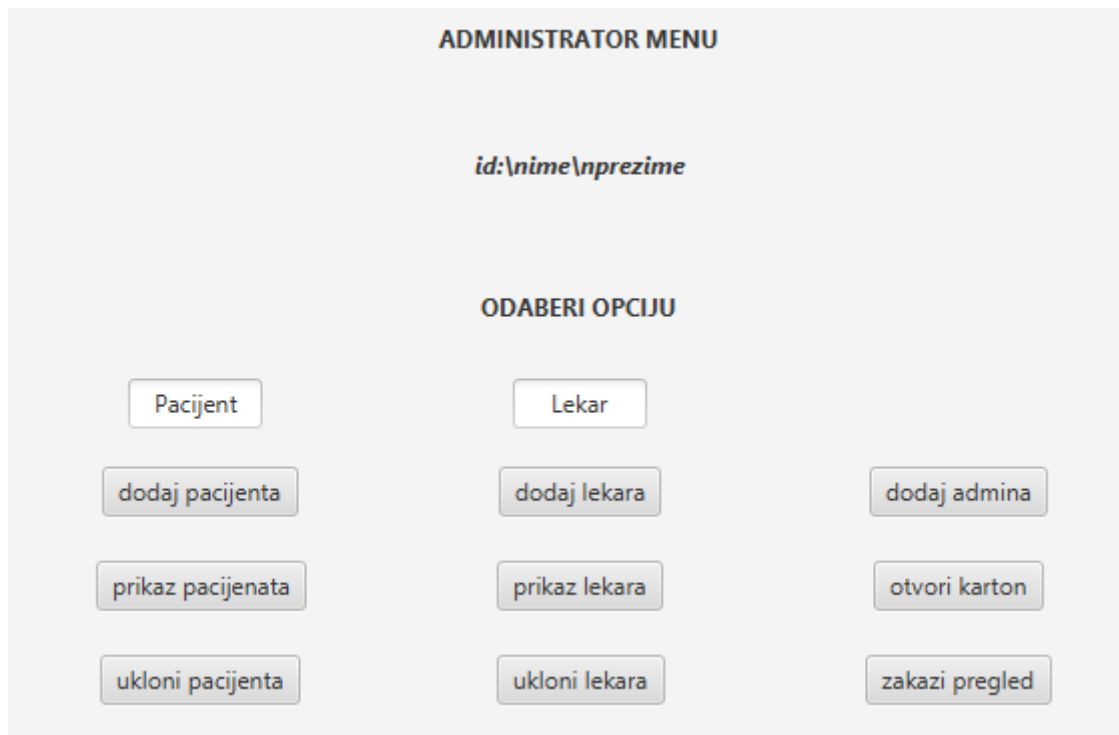 ADMINISTRATOR MENU
id:\nime\nprezime
ODABERI OPCIJU
Pacijent Lekar
dodaj pacijenta dodaj lekara dodaj admina
prikaz pacijenata prikaz lekara otvori karton
ukloni pacijenta ukloni lekara zakazi pregled